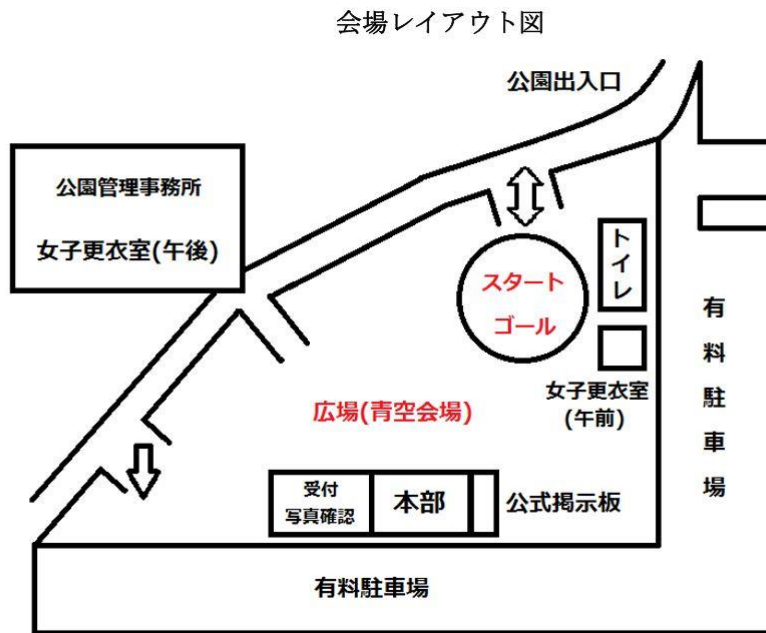 会場レイアウト図
公園出入口
公園管理事務所
女子更衣室(午後)
トイレ
スタート
ゴール
有料駐車場
女子更衣室
(午前)
広場(青空会場)
受付
写真確認
本部
公式掲示板
有料駐車場